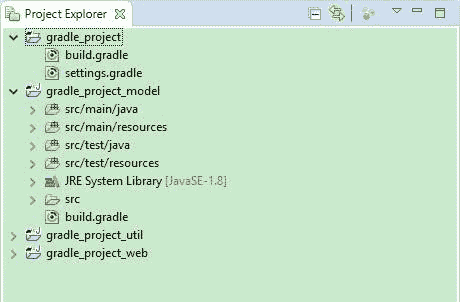 Project Explorer
gradle_project
build.gradle
settings.gradle
gradle_project_model
src/main/java
src/main/resources
src/test/java
src/test/resources
JRE System Library [JavaSE-1.8]
src
build.gradle
gradle_project_util
gradle_project_web